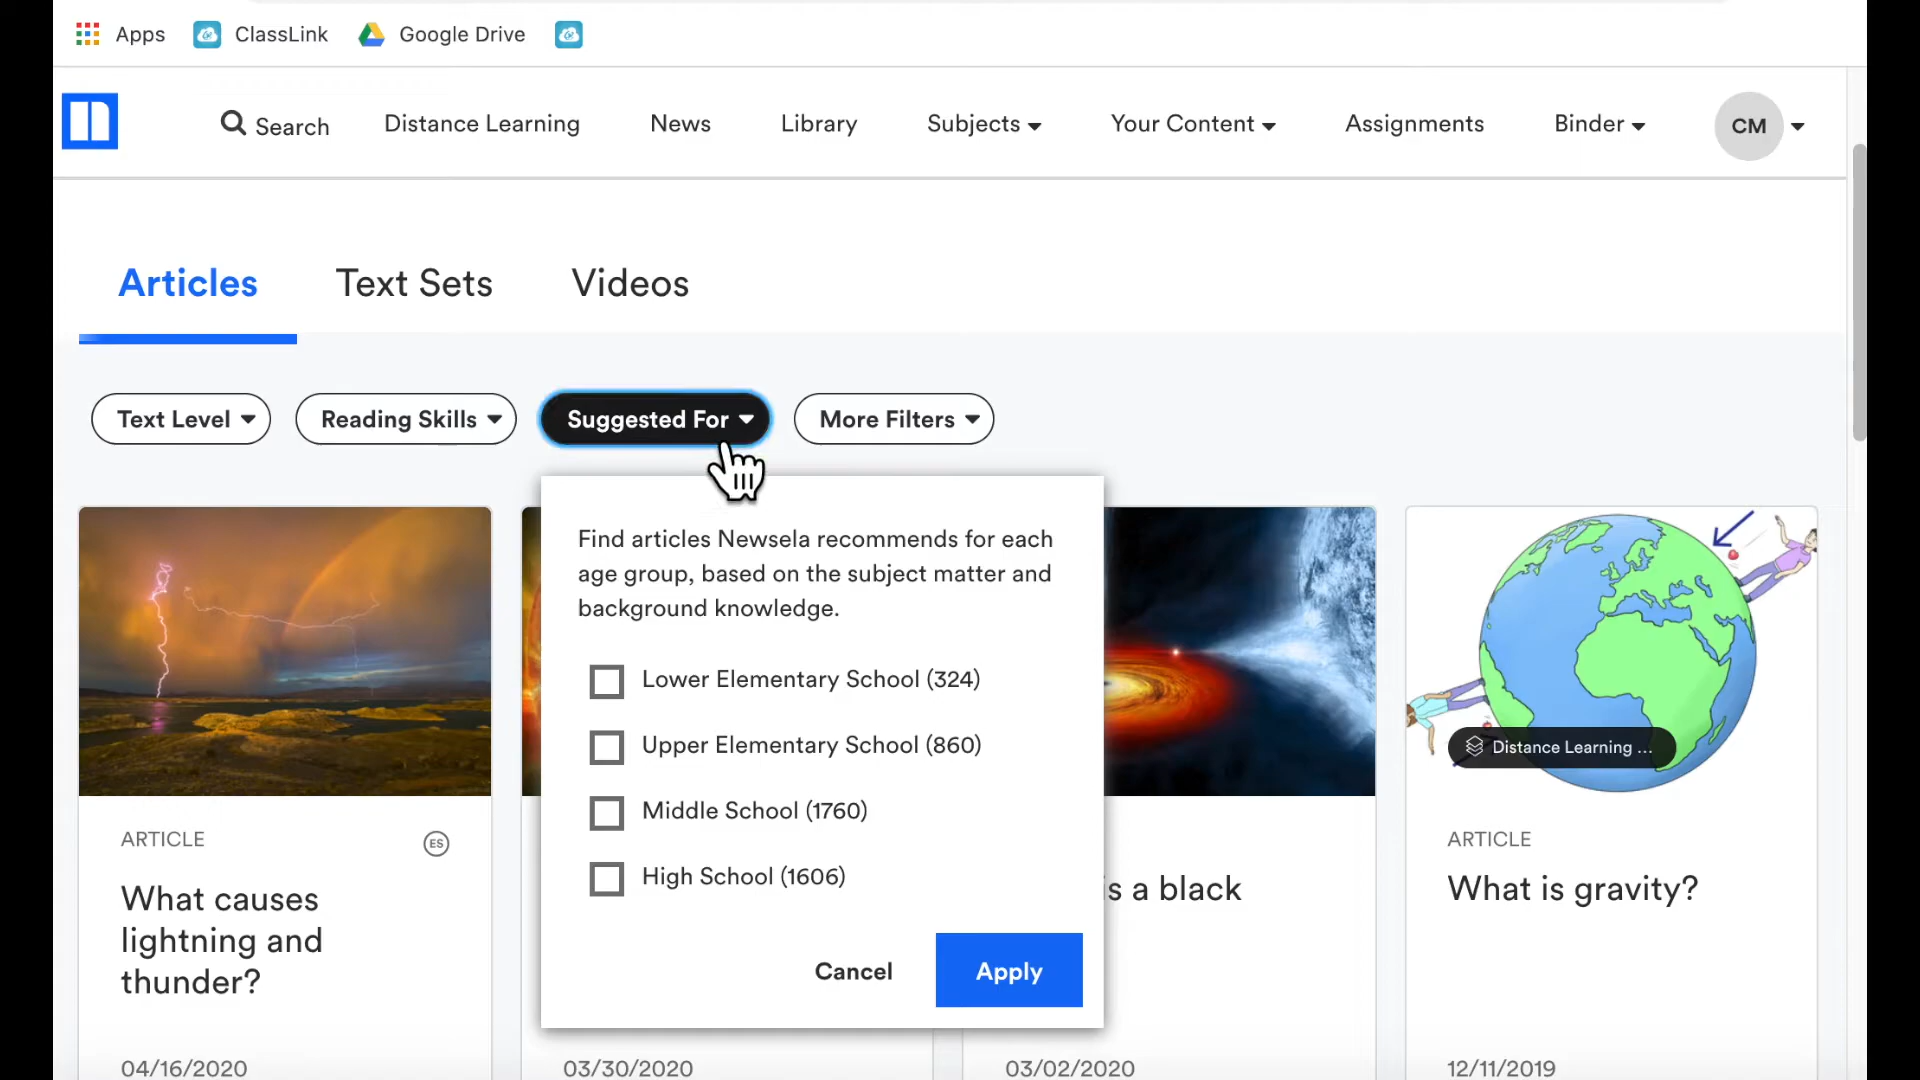 Apps ClassLink Google Drive
Search Distance Learning News Library Subjects Your Content Assignments Binder CM
Articles Text Sets Videos
Text Level Reading Skills Suggested For More Filters
Find articles Newsela recommends for each
age group, based on the subject matter and
background knowledge.
Lower Elementary School (324)
Upper Elementary School (860)
Middle School (1760)
High School (1606)
Cancel Apply
ARTICLE ES
What causes
lightning and
thunder?
04/16/2020
03/30/2020
is a black
03/02/2020
Distance Learning ...
ARTICLE
What is gravity?
12/11/2019